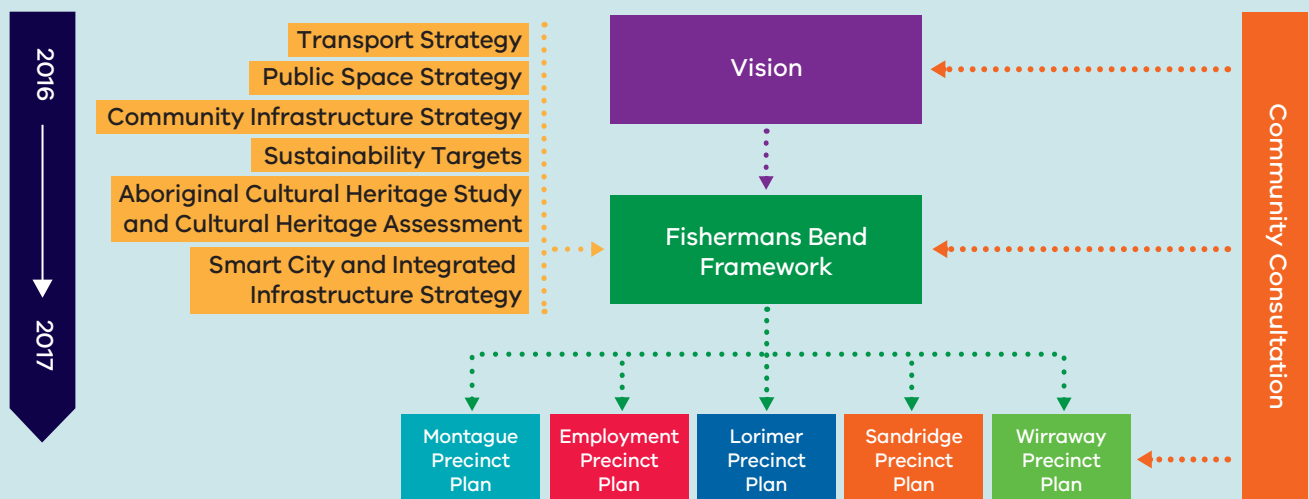 2016
2017
Transport Strategy
Public Space Strategy
Community Infrastructure Strategy
Sustainability Targets
Aboriginal Cultural Heritage Study
and Cultural Heritage Assessment
Smart City and Integrated
Infrastructure Strategy
Vision
Fishermans Bend
Framework
Montague
Precinct
Plan
Employment
Precinct
Plan
Lorimer
Precinct
Plan
Sandridge
Precinct
Plan
Wirraway
Precinct
Plan
Community Consultation